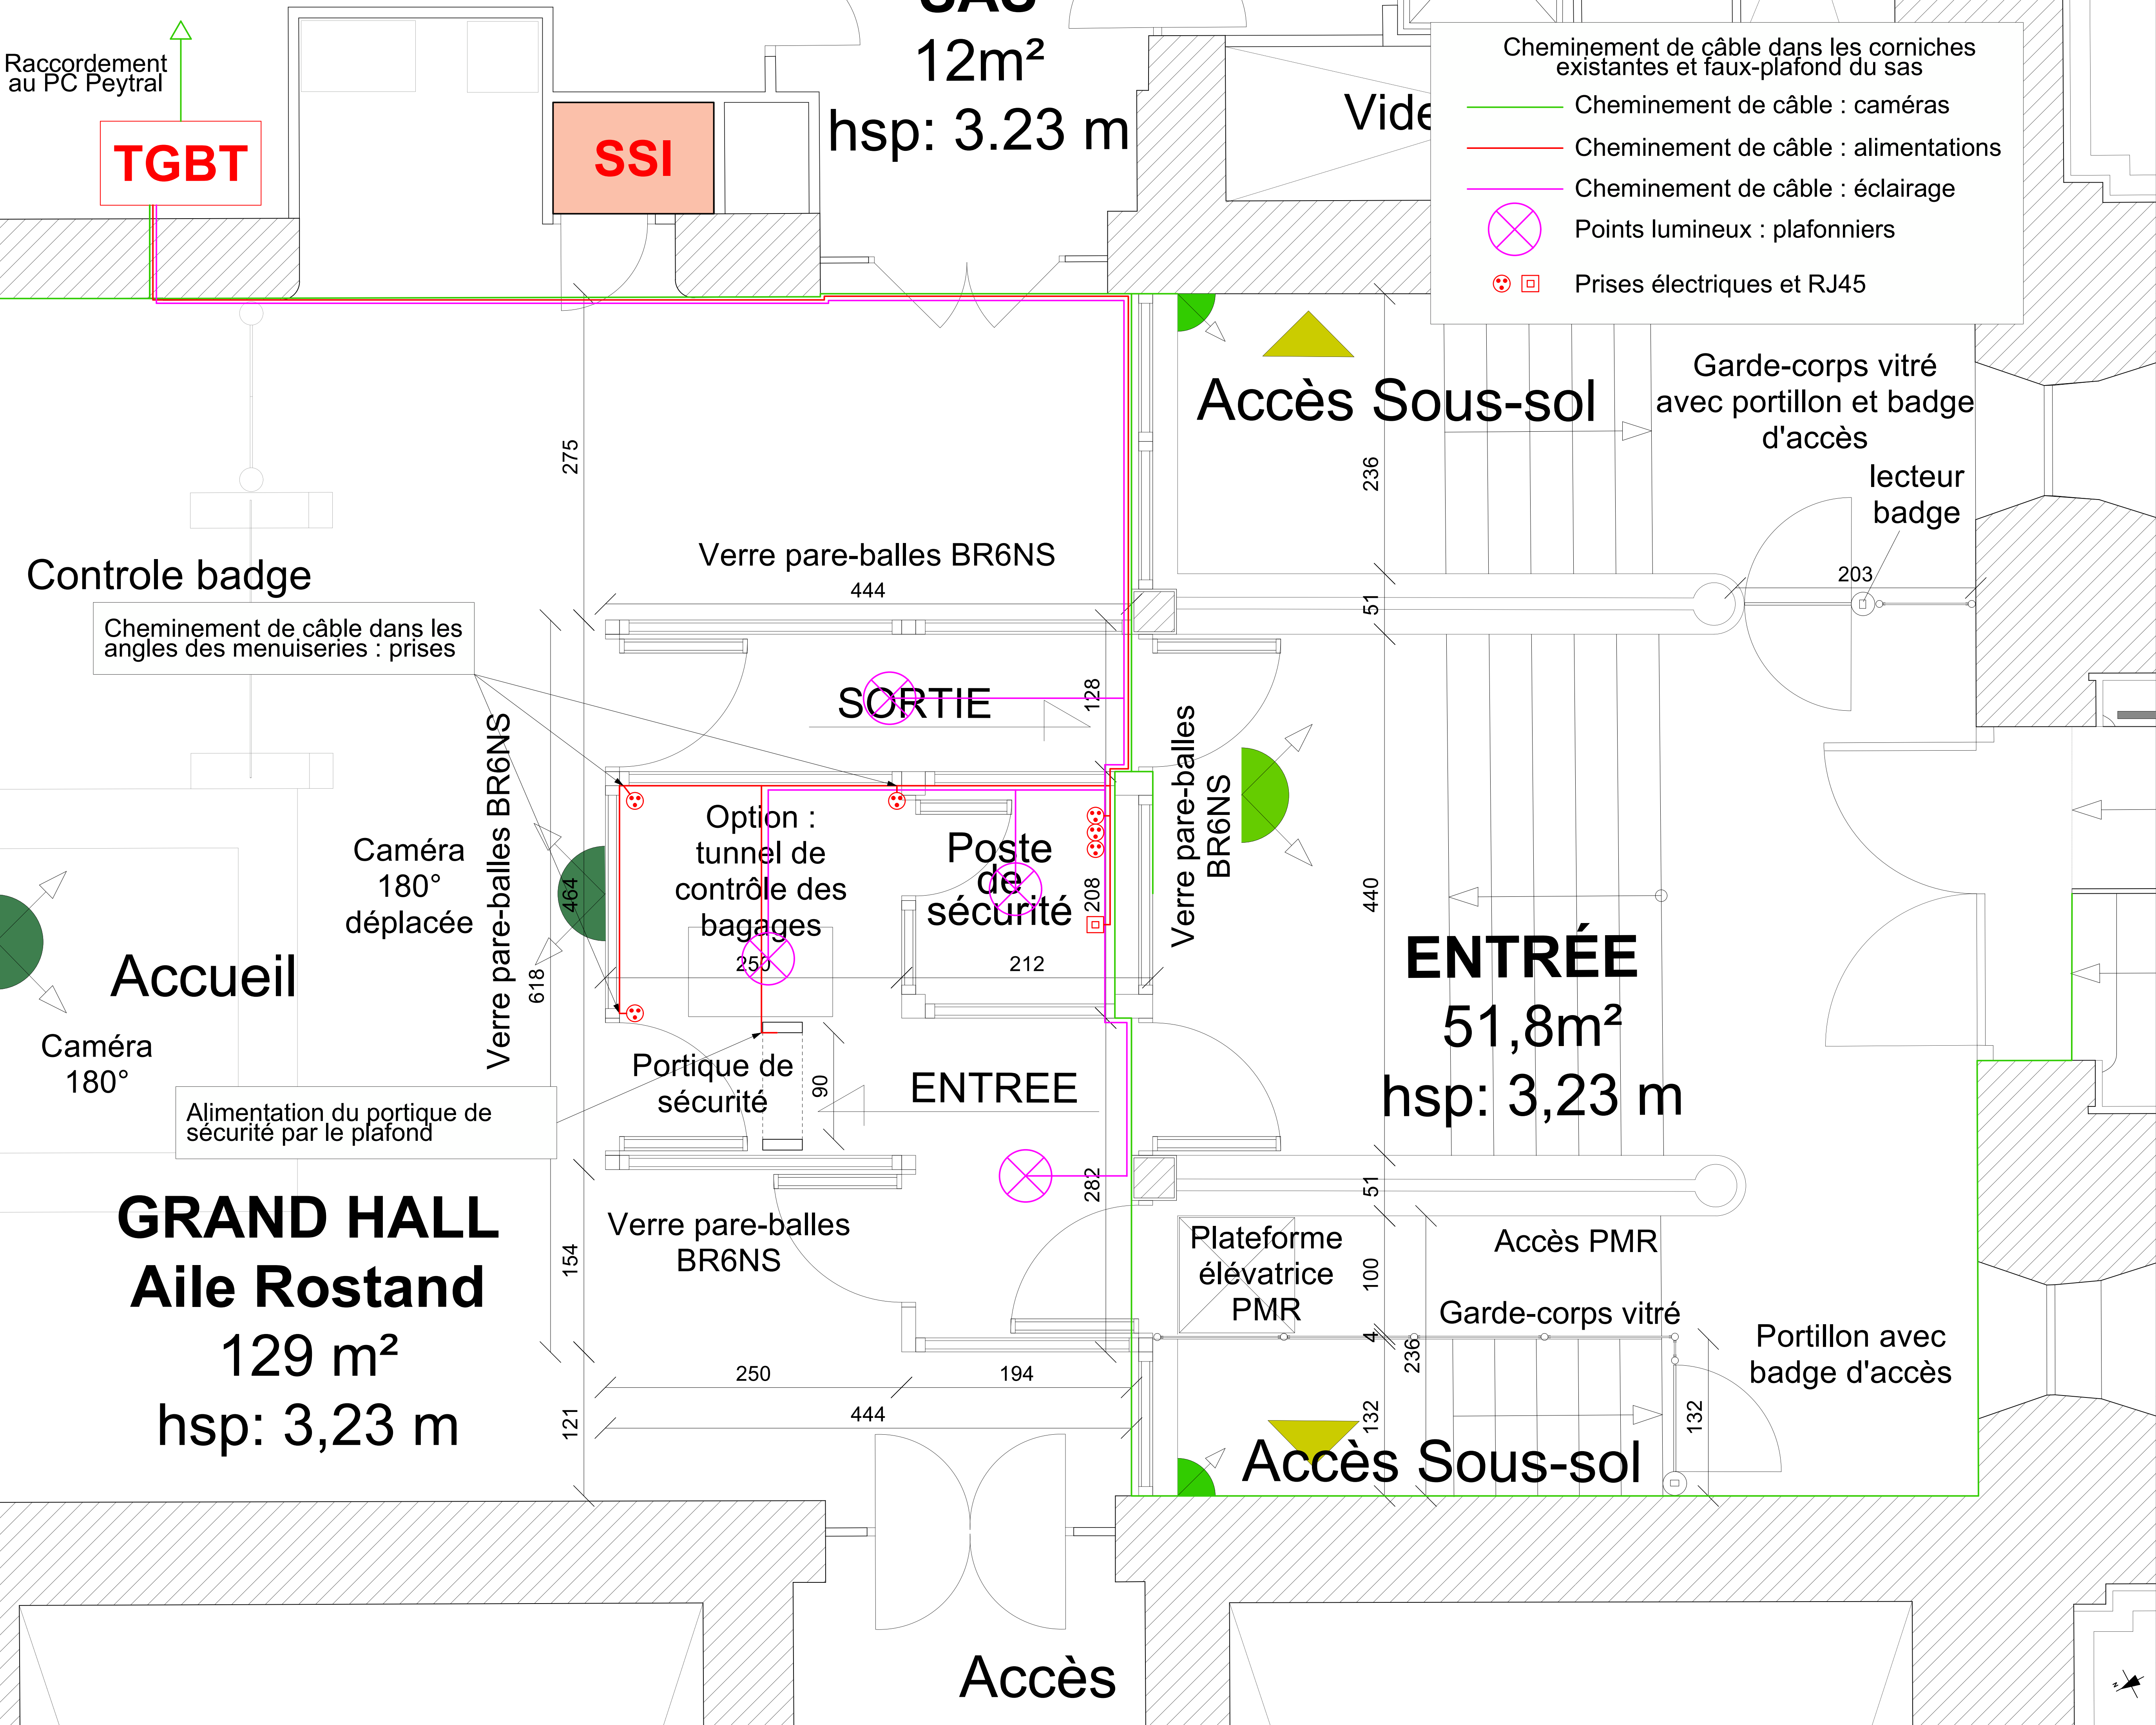 SAS
12m²
hsp: 3.23 m
Raccordement
au PC Peytral
TGBT
SSI
Vide
Cheminement de câble dans les corniches
existantes et faux-plafond du sas
Cheminement de câble : caméras
Cheminement de câble : alimentations
Cheminement de câble : éclairage
Points lumineux : plafonniers
Prises électriques et RJ45
Accès Sous-sol
Garde-corps vitré
avec portillon et badge
d'accès
lecteur
badge
275
236
203
51
Verre pare-balles BR6NS
444
Controle badge
Cheminement de câble dans les
angles des menuiseries : prises
SORTIE
128
Verre pare-balles BR6NS
Verre pare-balles
BR6NS
Caméra
180°
déplacée
464
618
Option :
tunnel de
contrôle des
bagages
Poste
de
sécurité
208
250
212
440
ENTRÉE
51,8m²
hsp: 3,23 m
Accueil
Caméra
180°
Alimentation du portique de
sécurité par le plafond
Portique de
sécurité
90
ENTREE
282
51
GRAND HALL
Aile Rostand
129 m²
hsp: 3,23 m
Verre pare-balles
BR6NS
154
121
250
194
444
Plateforme
élévatrice
PMR
100
4
236
132
Accès PMR
Garde-corps vitré
Portillon avec
badge d'accès
132
Accès Sous-sol
Accès
N